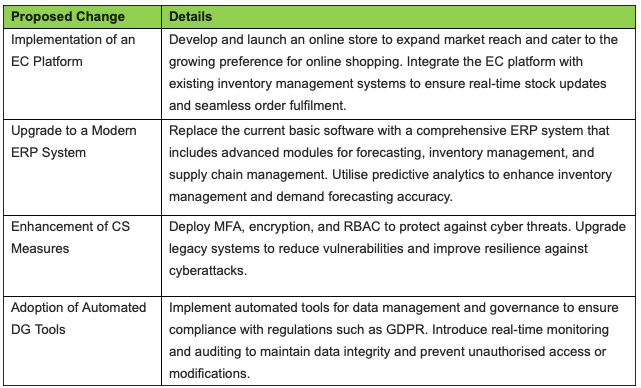 Proposed Change Details
Implementation of an EC Platform
Develop and launch an online store to expand market reach and cater to the
growing preference for online shopping. Integrate the EC platform with
existing inventory management systems to ensure real-time stock updates
and seamless order fulfilment.
Upgrade to a Modern ERP System
Replace the current basic software with a comprehensive ERP system that
includes advanced modules for forecasting, inventory management, and
supply chain management. Utilise predictive analytics to enhance inventory
management and demand forecasting accuracy.
Enhancement of CS Measures
Deploy MFA, encryption, and RBAC to protect against cyber threats. Upgrade
legacy systems to reduce vulnerabilities and improve resilience against
cyberattacks.
Adoption of Automated DG Tools
Implement automated tools for data management and governance to ensure
compliance with regulations such as GDPR. Introduce real-time monitoring
and auditing to maintain data integrity and prevent unauthorised access or
modifications.